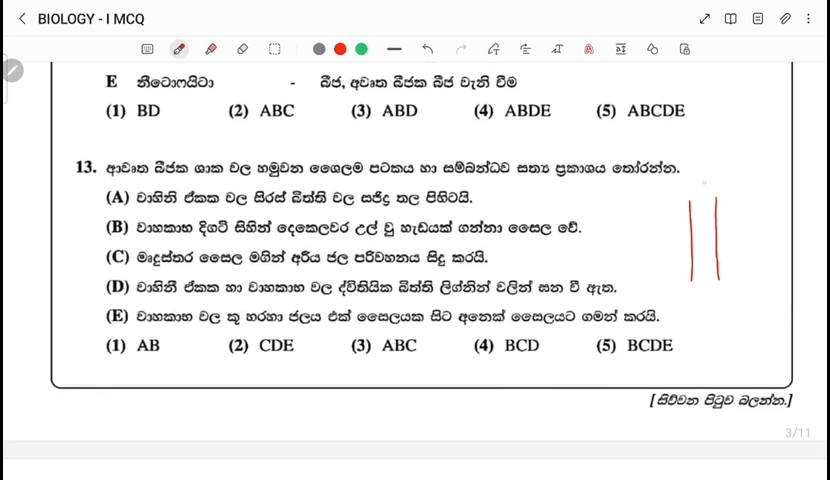 BIOLOGY - I MCQ
E නීටොෆයිටා - බීජ, අවෘත බීජක බීජ වැනි වීම
(1) BD (2) ABC (3) ABD (4) ABDE (5) ABCDE
13. ආවෘත බීජක ශාක වල හමුවන ශෛලම පටකය හා සම්බන්ධව සත්‍ය ප්‍රකාශය තෝරන්න.
(A) වාහිනි ඒකක වල සිරස් බිත්ති වල සජිද්‍ර තල පිහිටයි.
(B) වාහකාභ දිගටි සිහින් දෙකෙලවර උල් වු හැඩයක් ගන්නා සෛල වේ.
(C) මෘදුස්තර සෛල මගින් අරීය ජල පරිවහනය සිදු කරයි.
(D) වාහිනී ඒකක හා වාහකාභ වල ද්විතියික බිත්ති ලිග්නින් වලින් ඝන වී ඇත.
(E) වාහකාභ වල කූ හරහා ජලය එක් සෛලයක සිට අනෙක් සෛලයට ගමන් කරයි.
(1) AB (2) CDE (3) ABC (4) BCD (5) BCDE
[සිව්වන පිටුව බලන්න.]
3/11